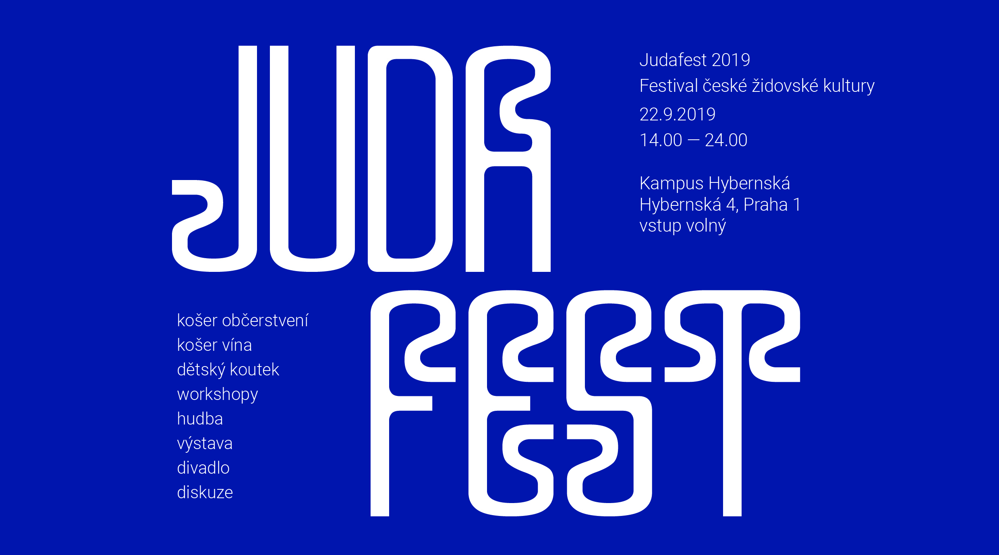 JUDA
Judafest 2019
Festival české židovské kultury
22.9.2019
14.00 — 24.00
Kampus Hybernská
Hybernská 4, Praha 1
vstup volný
FEST
košer občerstvení
košer vína
dětský koutek
workshopy
hudba
výstava
divadlo
diskuze